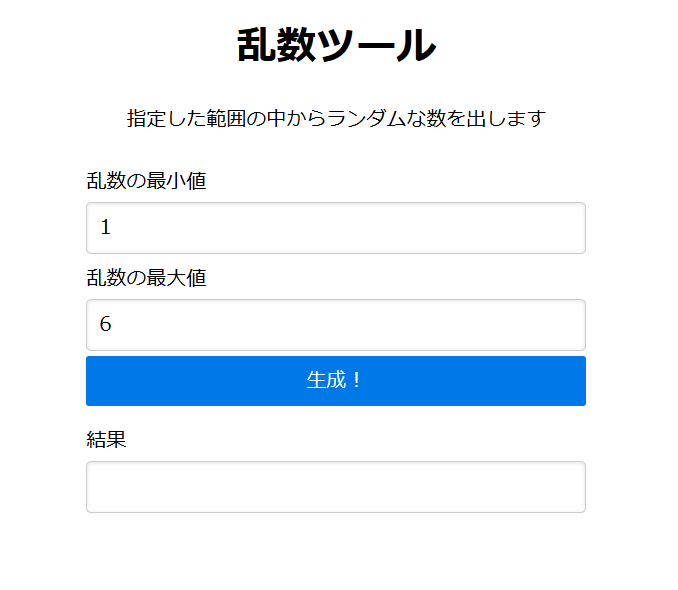 乱数ツール
指定した範囲の中からランダムな数を出します
乱数の最小値
1
乱数の最大値
6
生成！
結果